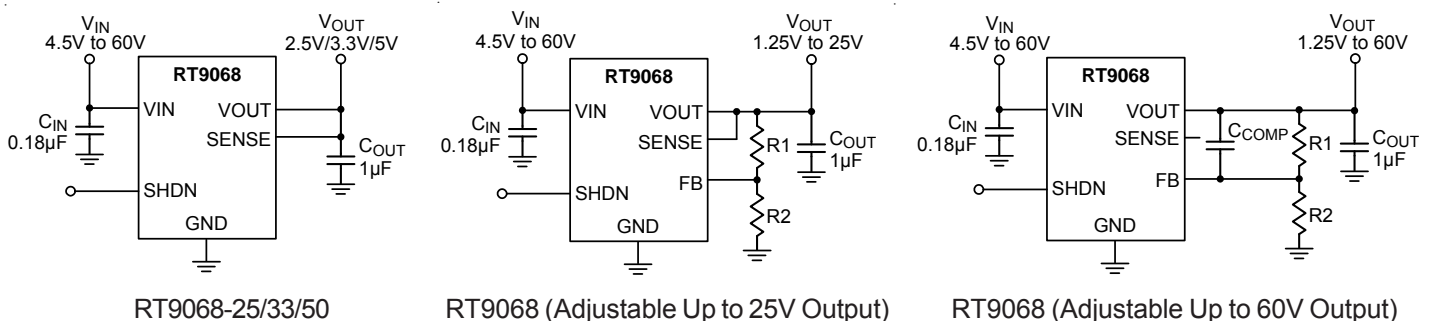 VIN
4.5V to 60V
VOUT
2.5V/3.3V/5V
RT9068
VIN
VOUT
SENSE
CIN
0.18µF
COUT
1µF
SHDN
GND
RT9068-25/33/50
VIN
4.5V to 60V
VOUT
1.25V to 25V
RT9068
VIN
VOUT
SENSE
CIN
0.18µF
R1
COUT
1µF
FB
SHDN
R2
GND
RT9068 (Adjustable Up to 25V Output)
VIN
4.5V to 60V
VOUT
1.25V to 60V
RT9068
VIN
VOUT
SENSE
CIN
0.18µF
CCOMP
R1
COUT
1µF
FB
SHDN
R2
GND
RT9068 (Adjustable Up to 60V Output)